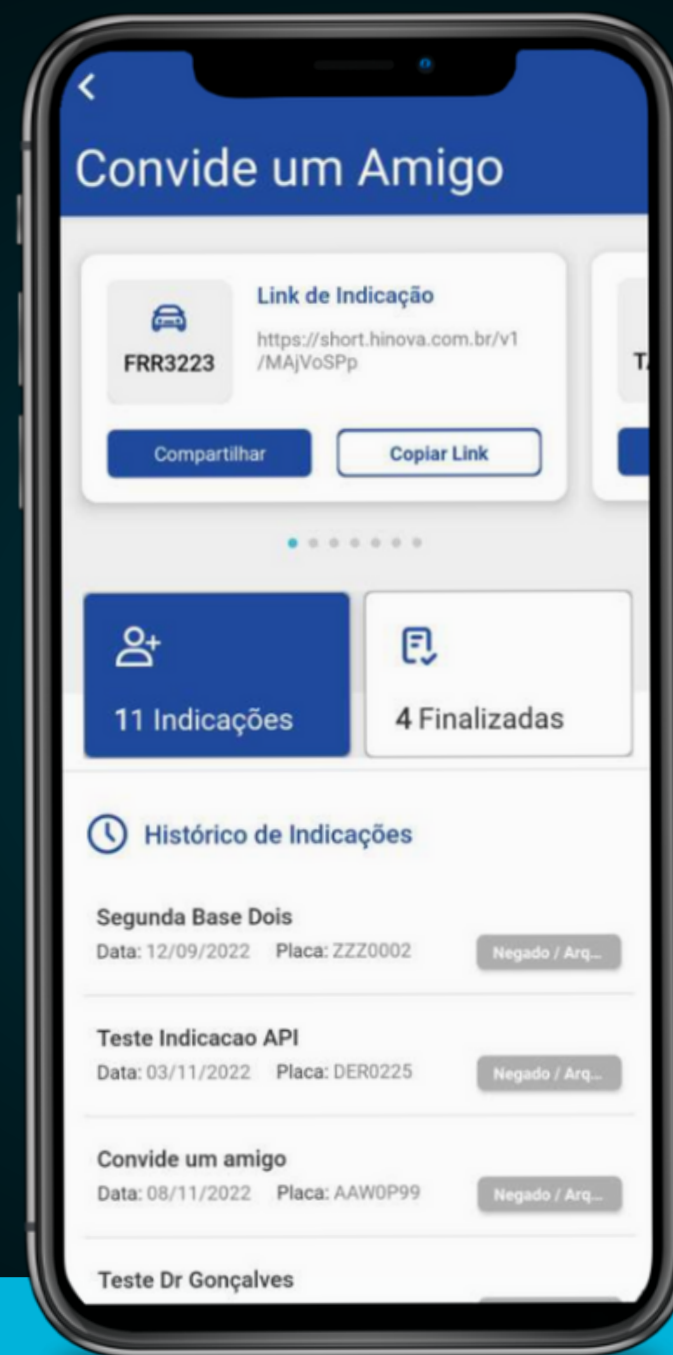 Convide um Amigo
Link de Indicação
https://short.hinova.com.br/v1
/MAjVoSPp
FRR3223
Compartilhar
Copiar Link
11 Indicações
4 Finalizadas
Histórico de Indicações
Segunda Base Dois
Data: 12/09/2022 Placa: ZZZ0002
Negado / Arq...
Teste Indicacao API
Data: 03/11/2022 Placa: DER0225
Negado / Arq...
Convide um amigo
Data: 08/11/2022 Placa: AAW0P99
Negado / Arq...
Teste Dr Gonçalves